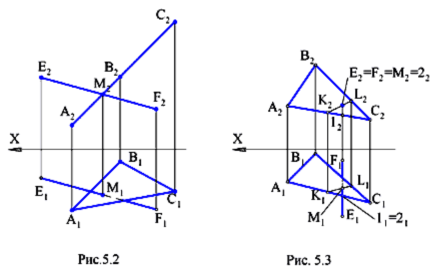 C₂
E₂
B₂
M₂
F₂
A₂
X
B₁
E₁
M₁
C₁
A₁
F₁
Рис.5.2
B₂
E₂=F₂=M₂=2₂
L₂
A₂
K₂
1₂
C₂
X
B₁
F₁
A₁
L₁
K₁
C₁
M₁
E₁
1₁=2₁
Рис. 5.3